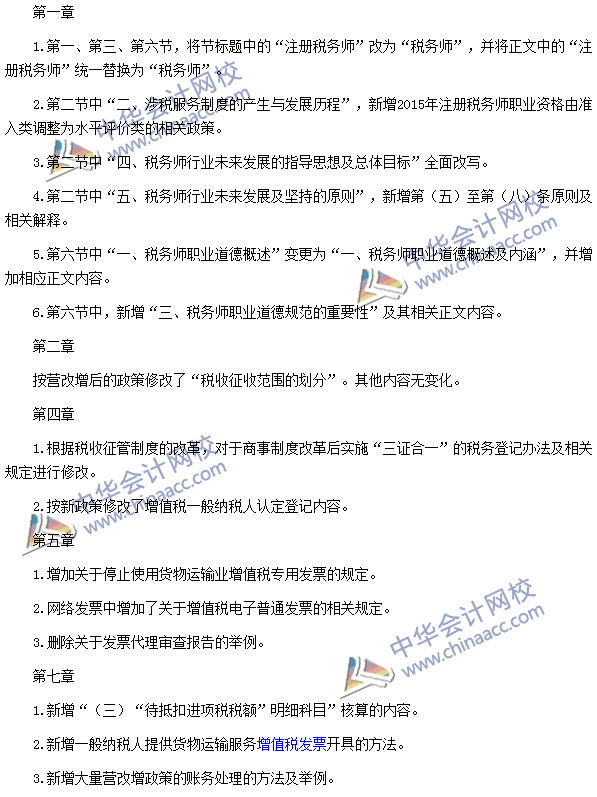 第一章
1.第一、第三、第六节，将节标题中的“注册税务师”改为“税务师”，并将正文中的“注
册税务师”统一替换为“税务师”。
2.第二节中“二、涉税服务制度的产生与发展历程”，新增2015年注册税务师职业资格由准
入类调整为水平评价类的相关政策。
3.第二节中“四、税务师行业未来发展的指导思想及总体目标”全面改写。
4.第二节中“五、税务师行业未来发展及坚持的原则”，新增第（五）至第（八）条原则及
相关解释。
5.第六节中“一、税务师职业道德概述”变更为“一、税务师职业道德概述及内涵”，并增
加相应正文内容。
6.第六节中，新增“三、税务师职业道德规范的重要性”及其相关正文内容。
第二章
按营改增后的政策修改了“税收征收范围的划分”。其他内容无变化。
第四章
1.根据税收征管制度的改革，对于商事制度改革后实施“三证合一”的税务登记办法及相关
规定进行修改。
2.按新政策修改了增值税一般纳税人认定登记内容。
第五章
1.增加关于停止使用货物运输业增值税专用发票的规定。
2.网络发票中增加了关于增值税电子普通发票的相关规定。
3.删除关于发票代理审查报告的举例。
第七章
1.新增“（三）“待抵扣进项税税额”明细科目”核算的内容。
2.新增一般纳税人提供货物运输服务增值税发票开具的方法。
3.新增大量营改增政策的账务处理的方法及举例。
中华会计网校
www.chinaacc.com
中华会计网校
www.chinaacc.com
中华会计网校
www.chinaacc.com
中华会计网校
www.chinaacc.com